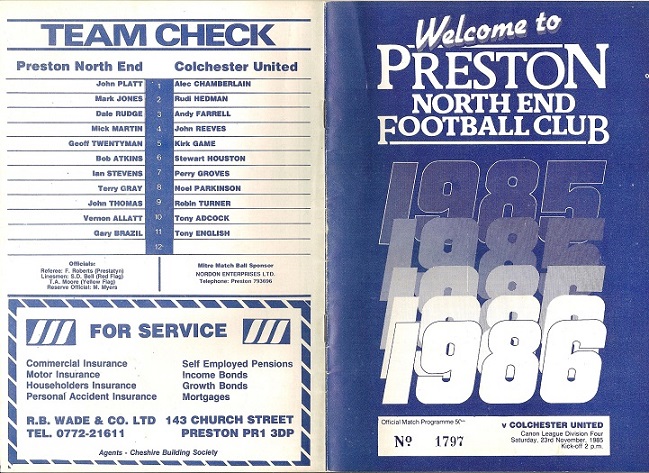 TEAM CHECK
Preston North End Colchester United
John PLATT 1 Alec CHAMBERLAIN
Mark JONES 2 Rudi HEDMAN
Dale RUDGE 3 Andy FARRELL
Mick MARTIN 4 John REEVES
Geoff TWENTYMAN 5 Kirk GAME
Bob ATKINS 6 Stewart HOUSTON
Ian STEVENS 7 Perry GROVES
Terry GRAY 8 Noel PARKINSON
John THOMAS 9 Robin TURNER
Vernon ALLATT 10 Tony ADCOCK
Gary BRAZIL 11 Tony ENGLISH
12
Officials:
Referee: F. Roberts (Prestatyn)
Linesmen: S.D. Bell (Red Flag)
T.A. Moore (Yellow Flag)
Reserve Official: M. Myers
Mitre Match Ball Sponsor
NORDON ENTERPRISES LTD.
Telephone: Preston 793696
FOR SERVICE
Commercial Insurance Self Employed Pensions
Motor Insurance Income Bonds
Householders Insurance Growth Bonds
Personal Accident Insurance Mortgages
R.B. WADE & CO. LTD 143 CHURCH STREET
TEL. 0772-21611 PRESTON PR1 3DP
Agents - Cheshire Building Society
Welcome to
PRESTON
NORTH END
FOOTBALL CLUB
1985
1985
1986
1986
Official Match Programme 50p
No 1797
v COLCHESTER UNITED
Canon League Division Four
Saturday, 23rd November, 1985
Kick-off 2 p.m.